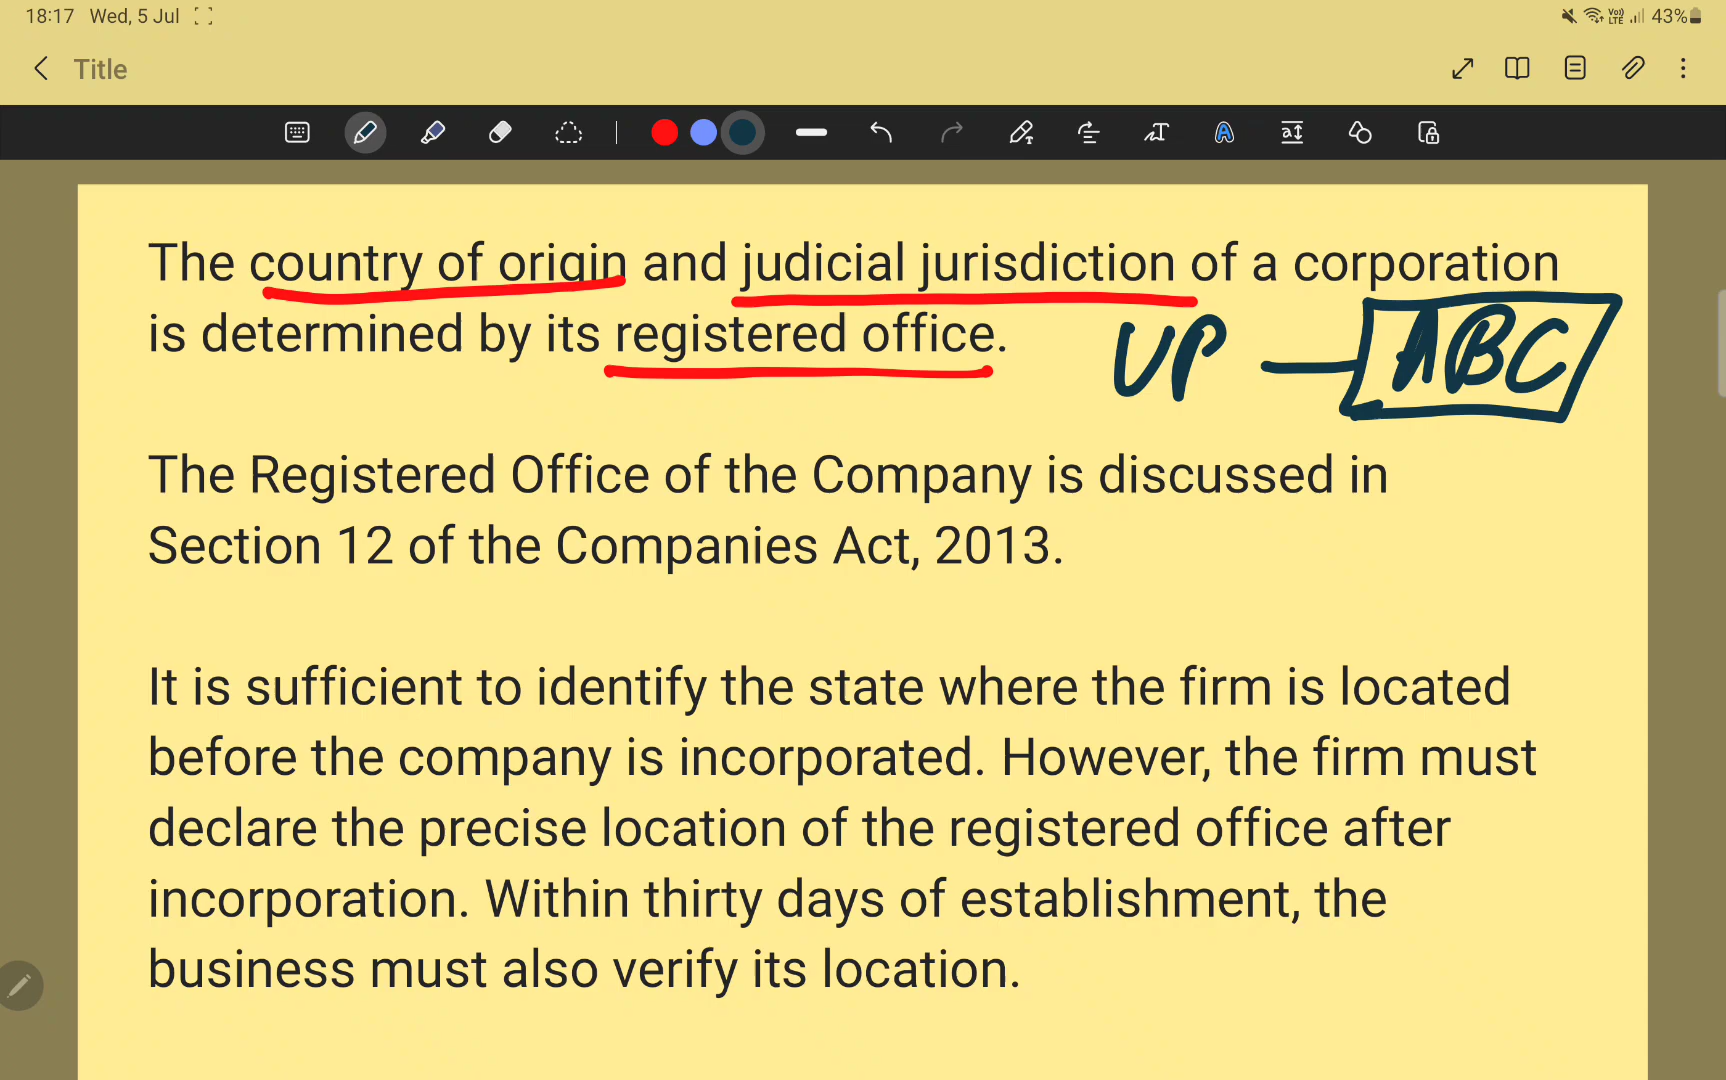 18:17 Wed, 5 Jul
Vo)) LTE 43%
Title
The country of origin and judicial jurisdiction of a corporation
is determined by its registered office.
UP — ABC
The Registered Office of the Company is discussed in
Section 12 of the Companies Act, 2013.
It is sufficient to identify the state where the firm is located
before the company is incorporated. However, the firm must
declare the precise location of the registered office after
incorporation. Within thirty days of establishment, the
business must also verify its location.